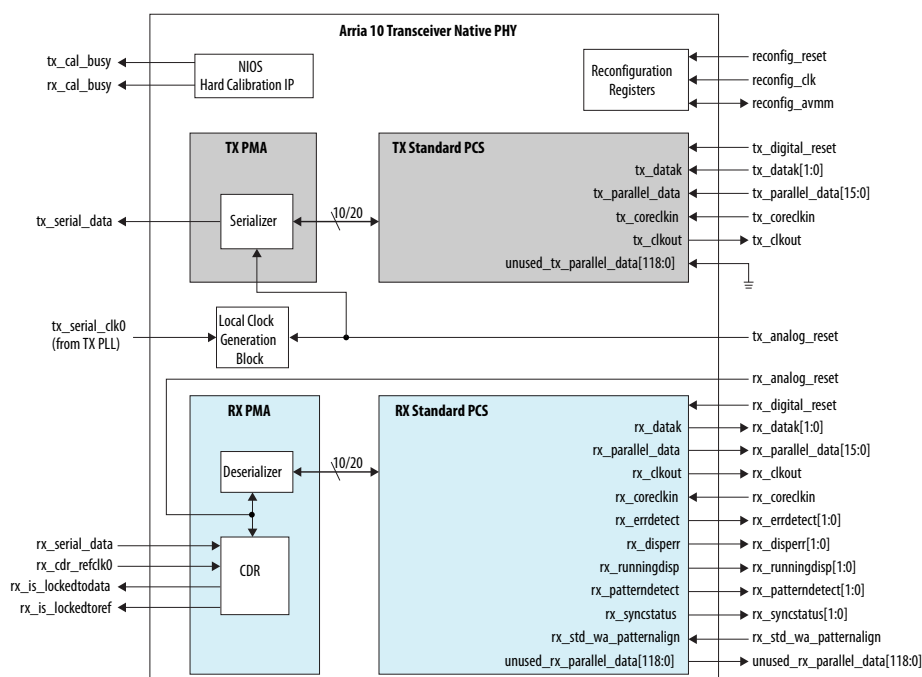 Arria 10 Transceiver Native PHY
tx_cal_busy
rx_cal_busy
NIOS
Hard Calibration IP
Reconfiguration
Registers
reconfig_reset
reconfig_clk
reconfig_avmm
TX PMA
TX Standard PCS
tx_serial_data
Serializer
10/20
tx_datak
tx_parallel_data
tx_coreclkin
tx_clkout
unused_tx_parallel_data[118:0]
tx_digital_reset
tx_datak[1:0]
tx_parallel_data[15:0]
tx_coreclkin
tx_clkout
tx_serial_clk0
(from TX PLL)
Local Clock
Generation
Block
tx_analog_reset
rx_analog_reset
RX PMA
RX Standard PCS
Deserializer
10/20
CDR
rx_serial_data
rx_cdr_refclk0
rx_is_lockedtodata
rx_is_lockedtoref
rx_datak
rx_parallel_data
rx_clkout
rx_coreclkin
rx_errdetect
rx_disperr
rx_runningdisp
rx_patterndetect
rx_syncstatus
rx_std_wa_patternalign
unused_rx_parallel_data[118:0]
rx_digital_reset
rx_datak[1:0]
rx_parallel_data[15:0]
rx_clkout
rx_coreclkin
rx_errdetect[1:0]
rx_disperr[1:0]
rx_runningdisp[1:0]
rx_patterndetect[1:0]
rx_syncstatus[1:0]
rx_std_wa_patternalign
unused_rx_parallel_data[118:0]